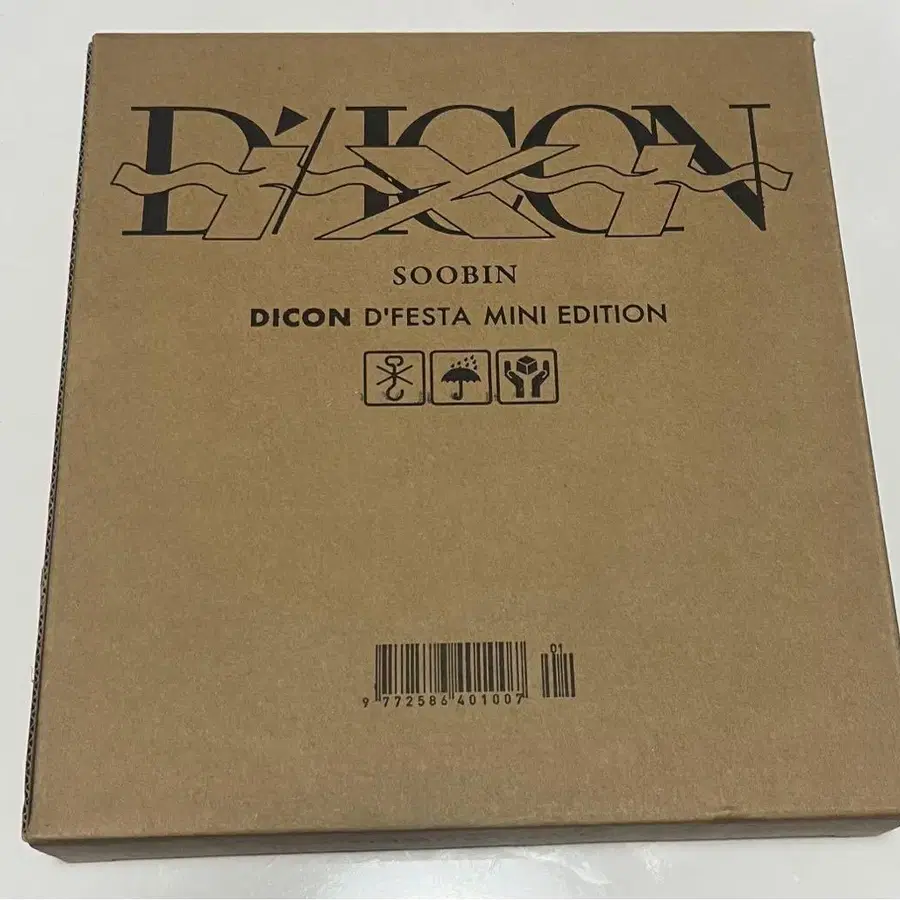 D'/ICON
SOOBIN
DICON D'FESTA MINI EDITION
01
9 772586 401007